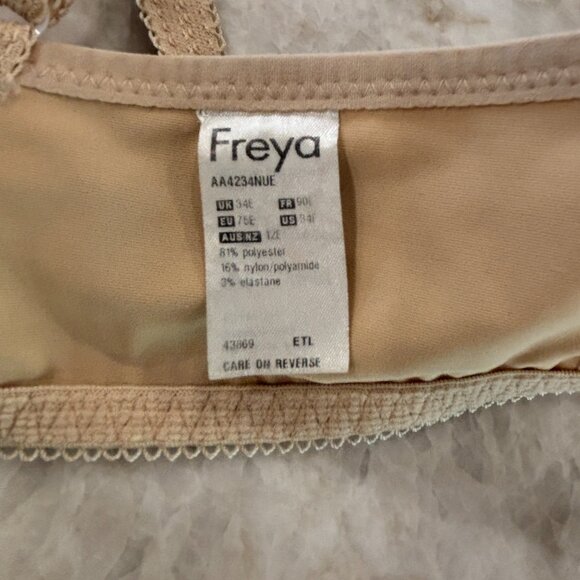 Freya
AA4234NUE
UK 34E FR 90E
EU 75E US
AUS/NZ 12E
81% polyester
16% nylon/polyamide
3% elastane
43869 ETL
CARE ON REVERSE